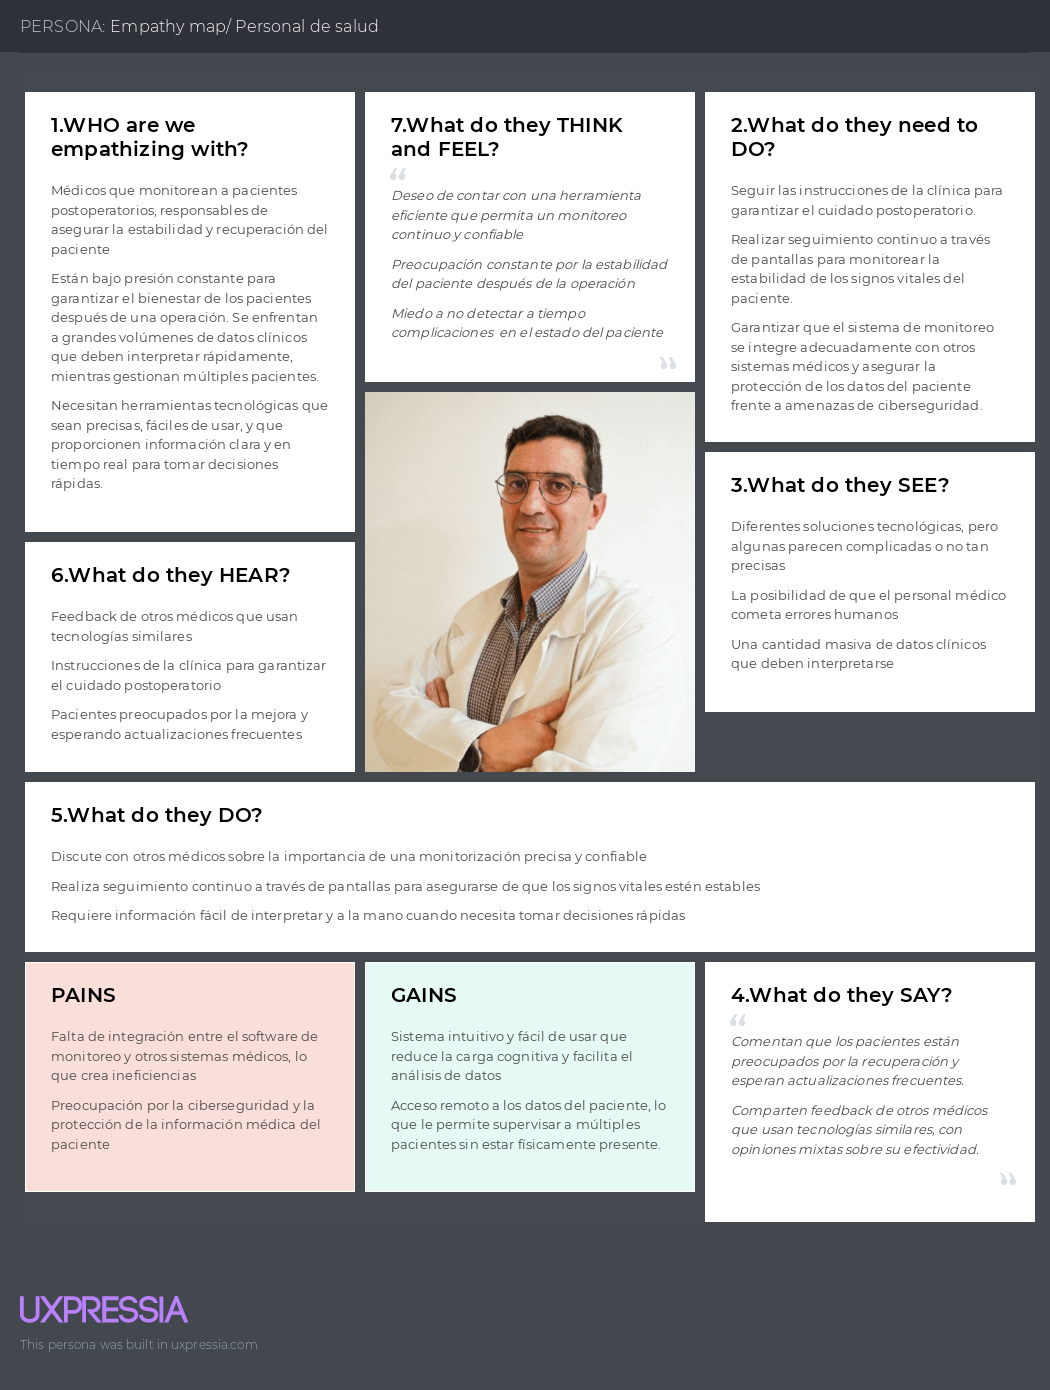 PERSONA: Empathy map/ Personal de salud
1.WHO are we
empathizing with?
Médicos que monitorean a pacientes
postoperatorios, responsables de
asegurar la estabilidad y recuperación del
paciente
Están bajo presión constante para
garantizar el bienestar de los pacientes
después de una operación. Se enfrentan
a grandes volúmenes de datos clínicos
que deben interpretar rápidamente,
mientras gestionan múltiples pacientes.
Necesitan herramientas tecnológicas que
sean precisas, fáciles de usar, y que
proporcionen información clara y en
tiempo real para tomar decisiones
rápidas.
7.What do they THINK
and FEEL?
“
Deseo de contar con una herramienta
eficiente que permita un monitoreo
continuo y confiable
Preocupación constante por la estabilidad
del paciente después de la operación
Miedo a no detectar a tiempo
complicaciones en el estado del paciente
”
2.What do they need to
DO?
Seguir las instrucciones de la clínica para
garantizar el cuidado postoperatorio.
Realizar seguimiento continuo a través
de pantallas para monitorear la
estabilidad de los signos vitales del
paciente.
Garantizar que el sistema de monitoreo
se integre adecuadamente con otros
sistemas médicos y asegurar la
protección de los datos del paciente
frente a amenazas de ciberseguridad.
3.What do they SEE?
Diferentes soluciones tecnológicas, pero
algunas parecen complicadas o no tan
precisas
La posibilidad de que el personal médico
cometa errores humanos
Una cantidad masiva de datos clínicos
que deben interpretarse
6.What do they HEAR?
Feedback de otros médicos que usan
tecnologías similares
Instrucciones de la clínica para garantizar
el cuidado postoperatorio
Pacientes preocupados por la mejora y
esperando actualizaciones frecuentes
5.What do they DO?
Discute con otros médicos sobre la importancia de una monitorización precisa y confiable
Realiza seguimiento continuo a través de pantallas para asegurarse de que los signos vitales estén estables
Requiere información fácil de interpretar y a la mano cuando necesita tomar decisiones rápidas
PAINS
Falta de integración entre el software de
monitoreo y otros sistemas médicos, lo
que crea ineficiencias
Preocupación por la ciberseguridad y la
protección de la información médica del
paciente
GAINS
Sistema intuitivo y fácil de usar que
reduce la carga cognitiva y facilita el
análisis de datos
Acceso remoto a los datos del paciente, lo
que le permite supervisar a múltiples
pacientes sin estar físicamente presente.
4.What do they SAY?
“
Comentan que los pacientes están
preocupados por la recuperación y
esperan actualizaciones frecuentes.
Comparten feedback de otros médicos
que usan tecnologías similares, con
opiniones mixtas sobre su efectividad.
”
UXPRESSIA
This persona was built in uxpressia.com